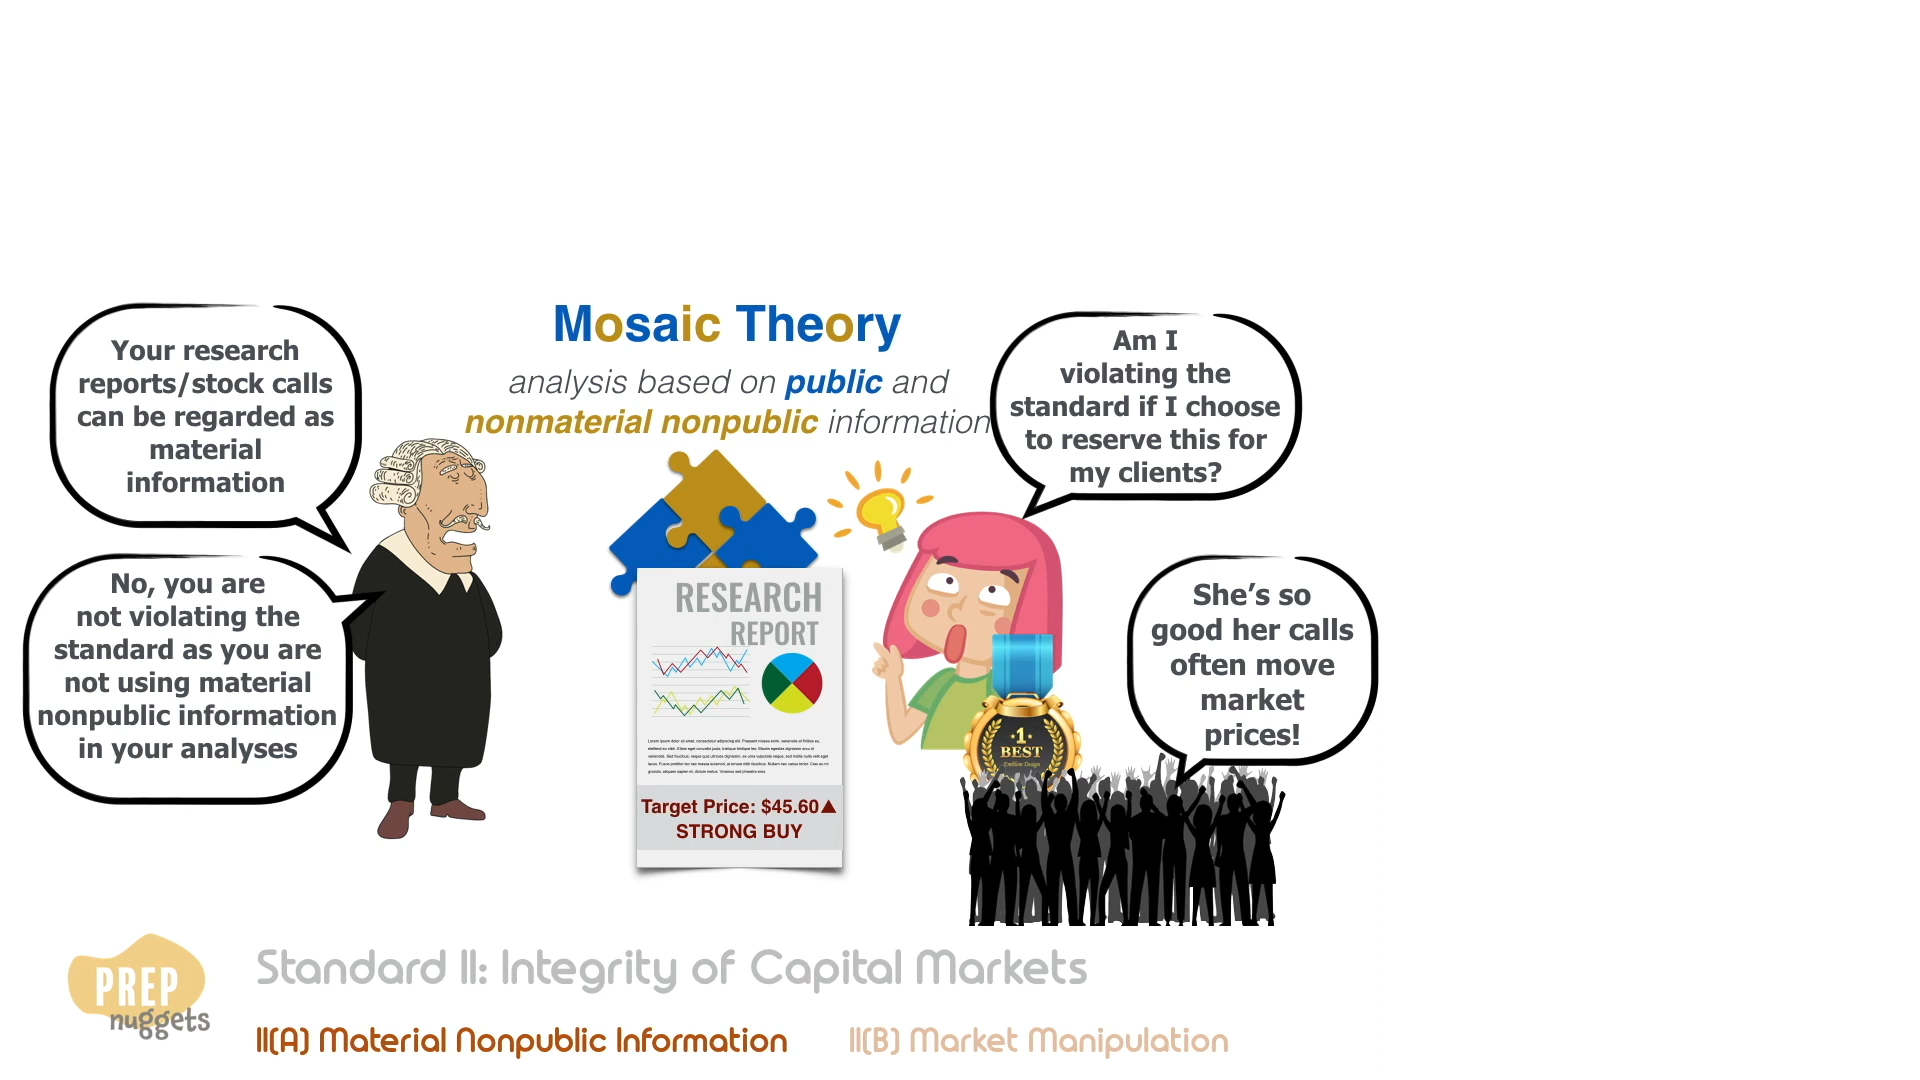 Mosaic Theory
analysis based on public and
nonmaterial nonpublic information
Your research
reports/stock calls
can be regarded as
material
information
No, you are
not violating the
standard as you are
not using material
nonpublic information
in your analyses
Am I
violating the
standard if I choose
to reserve this for
my clients?
She’s so
good her calls
often move
market
prices!
RESEARCH
REPORT
Target Price: $45.60▲
STRONG BUY
1
BEST
PREP
nuggets
Standard II: Integrity of Capital Markets
II(A) Material Nonpublic Information
II(B) Market Manipulation